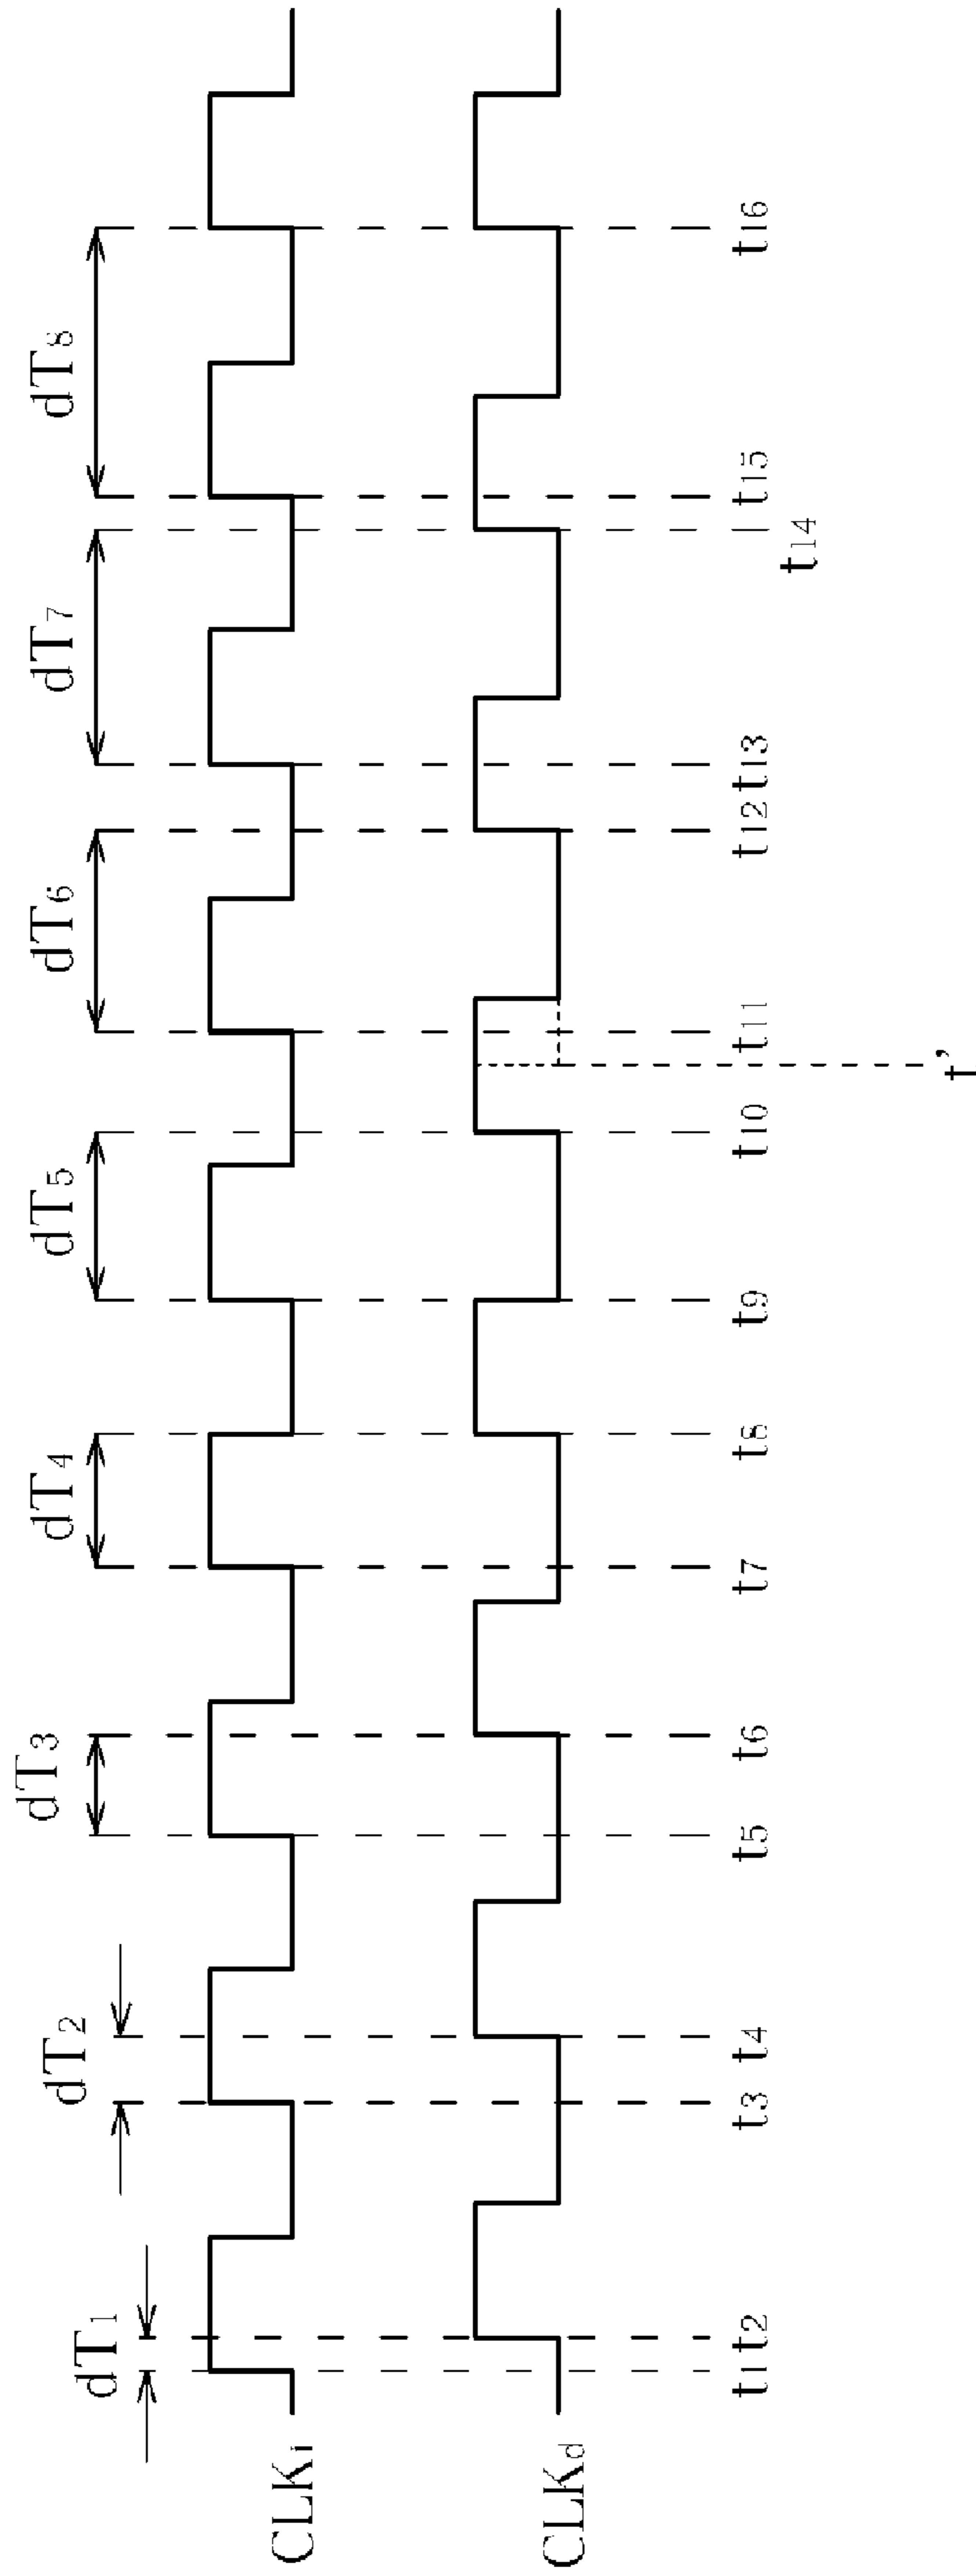 dT1 dT2 dT3 dT4 dT5 dT6 dT7 dT8
CLKi
CLKd
t1 t2 t3 t4 t5 t6 t7 t8 t9 t10 t11 t12 t13 t15 t16
t14
t'